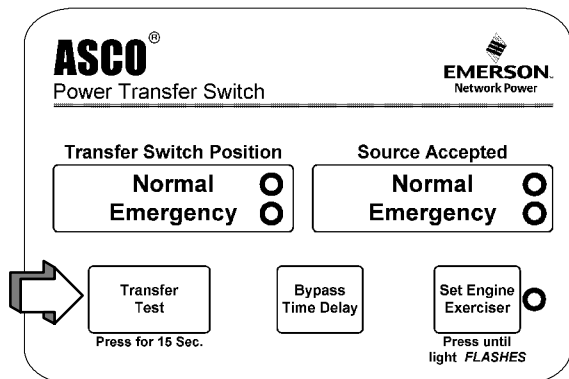 ASCO®
Power Transfer Switch
EMERSON.
Network Power
Transfer Switch Position
Normal
Emergency
Source Accepted
Normal
Emergency
Transfer
Test
Press for 15 Sec.
Bypass
Time Delay
Set Engine
Exerciser
Press until
light FLASHES